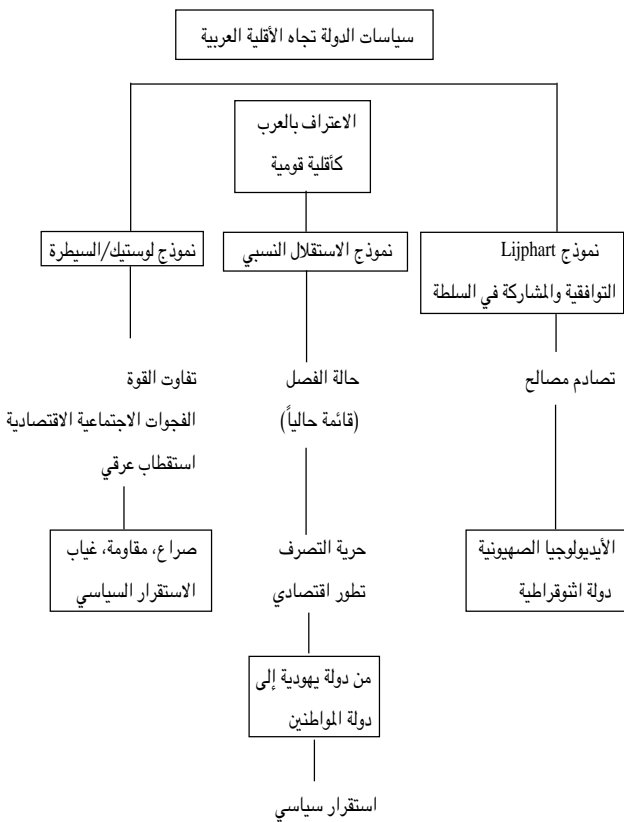 سياسات الدولة تجاه الأقلية العربية
الاعتراف بالعرب
كأقلية قومية
نموذج Lijphart
التوافقية والمشاركة في السلطة
تصادم مصالح
الأيديولوجيا الصهيونية
دولة اثنوقراطية
نموذج الاستقلال النسبي
حالة الفصل
(قائمة حالياً)
حرية التصرف
تطور اقتصادي
من دولة يهودية إلى
دولة المواطنين
استقرار سياسي
نموذج لوستيك/السيطرة
تفاوت القوة
الفجوات الاجتماعية الاقتصادية
استقطاب عرقي
صراع، مقاومة، غياب
الاستقرار السياسي